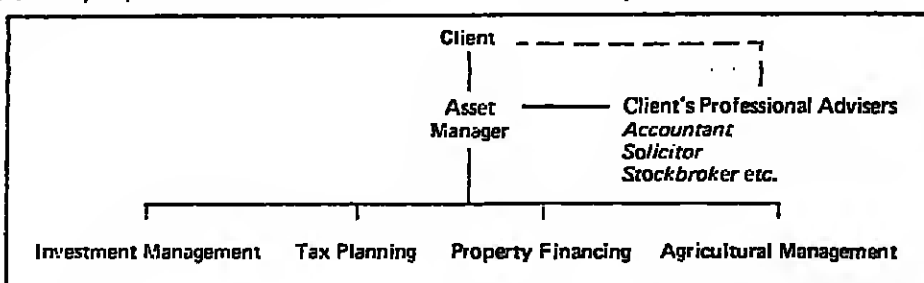 Client
Asset
Manager
Client's Professional Advisers
Accountant
Solicitor
Stockbroker etc.
Investment Management Tax Planning Property Financing Agricultural Management